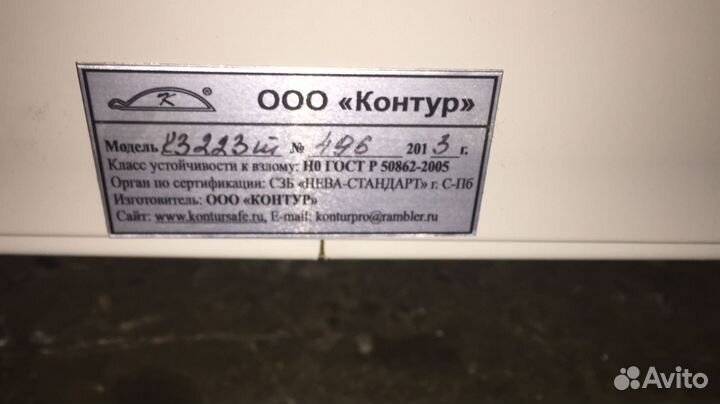 К ®
ООО «Контур»
Модель К3223ш № 496 2013 г.
Класс устойчивости к взлому: Н0 ГОСТ Р 50862-2005
Орган по сертификации: СЗБ «НЕВА-СТАНДАРТ» г. С-Пб
Изготовитель: ООО «КОНТУР»
Сайт: www.kontursafe.ru, E-mail: konturpro@rambler.ru
Avito